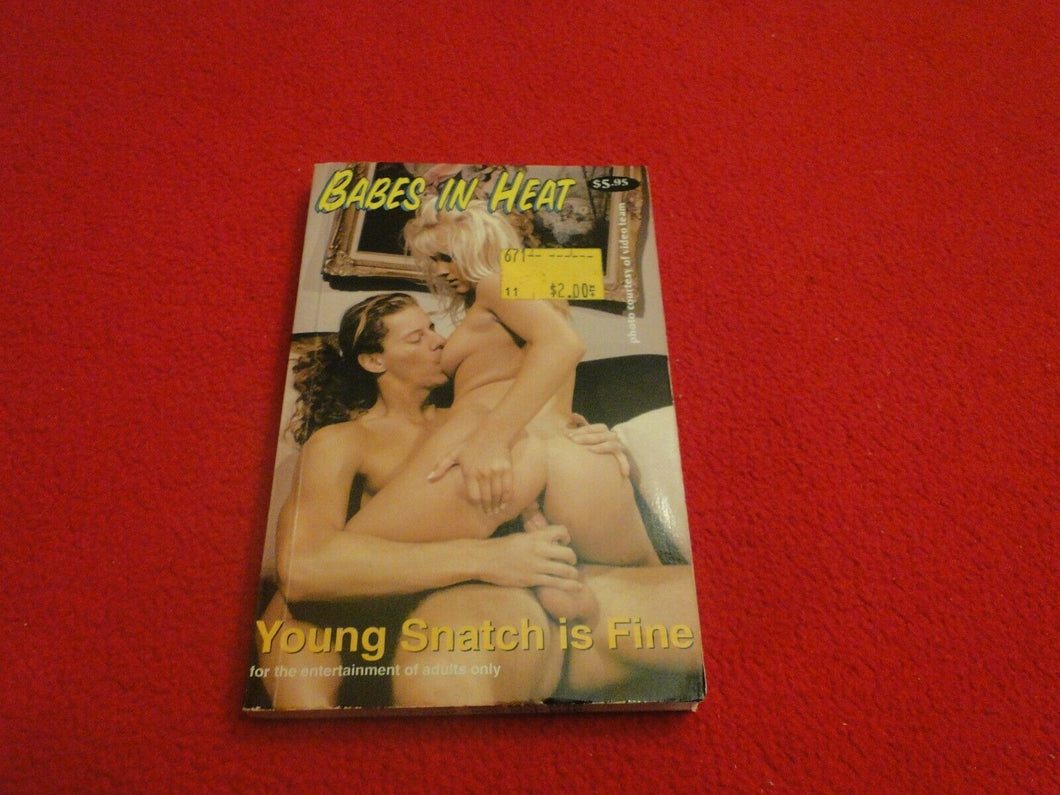 BABES IN HEAT
$5.95
photo courtesy of video team
671-- ------
11 $2.00
Young Snatch is Fine
for the entertainment of adults only